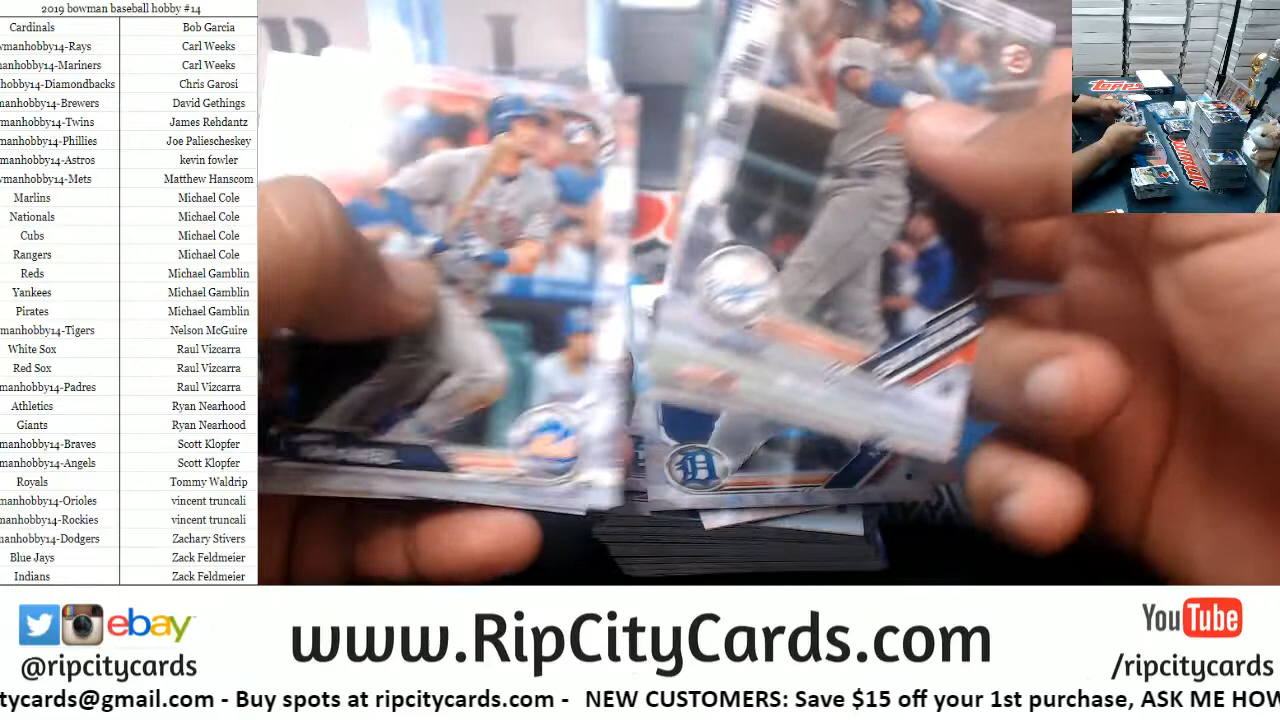 2019 bowman baseball hobby #14
Cardinals Bob Garcia
wmanhobby14-Rays Carl Weeks
manhobby14-Mariners Carl Weeks
hobby14-Diamondbacks Chris Garosi
manhobby14-Brewers David Gethings
manhobby14-Twins James Rehdantz
manhobby14-Phillies Joe Paliescheskey
manhobby14-Astros kevin fowler
wmanhobby14-Mets Matthew Hanscom
Marlins Michael Cole
Nationals Michael Cole
Cubs Michael Cole
Rangers Michael Cole
Reds Michael Gamblin
Yankees Michael Gamblin
Pirates Michael Gamblin
manhobby14-Tigers Nelson McGuire
White Sox Raul Vizcarra
Red Sox Raul Vizcarra
manhobby14-Padres Raul Vizcarra
Athletics Ryan Nearhood
Giants Ryan Nearhood
manhobby14-Braves Scott Klopfer
manhobby14-Angels Scott Klopfer
Royals Tommy Waldrip
manhobby14-Orioles vincent truncali
manhobby14-Rockies vincent truncali
manhobby14-Dodgers Zachary Stivers
Blue Jays Zack Feldmeier
Indians Zack Feldmeier
TOPPS
D
ebay
@ripcitycards
www.RipCityCards.com
YouTube
/ripcitycards
tycards@gmail.com - Buy spots at ripcitycards.com - NEW CUSTOMERS: Save $15 off your 1st purchase, ASK ME HOW